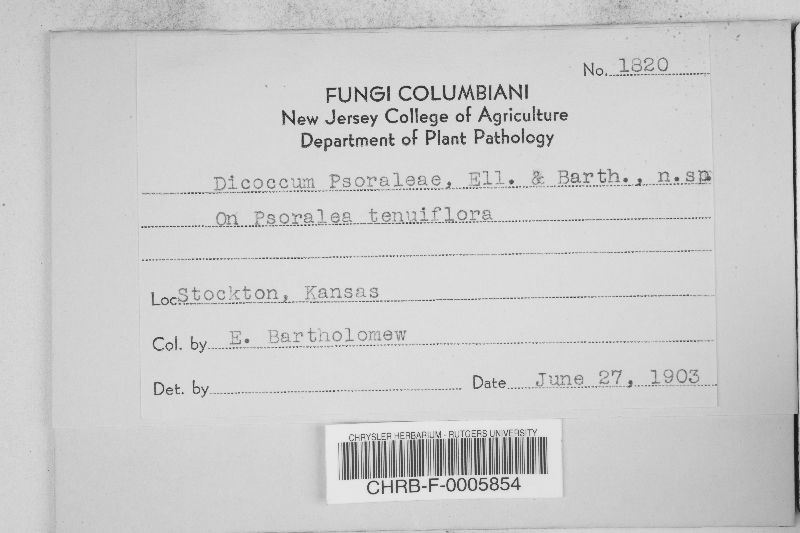 No. 1820
FUNGI COLUMBIANI
New Jersey College of Agriculture
Department of Plant Pathology
Dicoccum Psoraleae, Ell. & Barth., n.sp.
On Psoralea tenuiflora
Loc. Stockton, Kansas
Col. by E. Bartholomew
Det. by Date June 27, 1903
CHRYSLER HERBARIUM - RUTGERS UNIVERSITY
CHRB-F-0005854